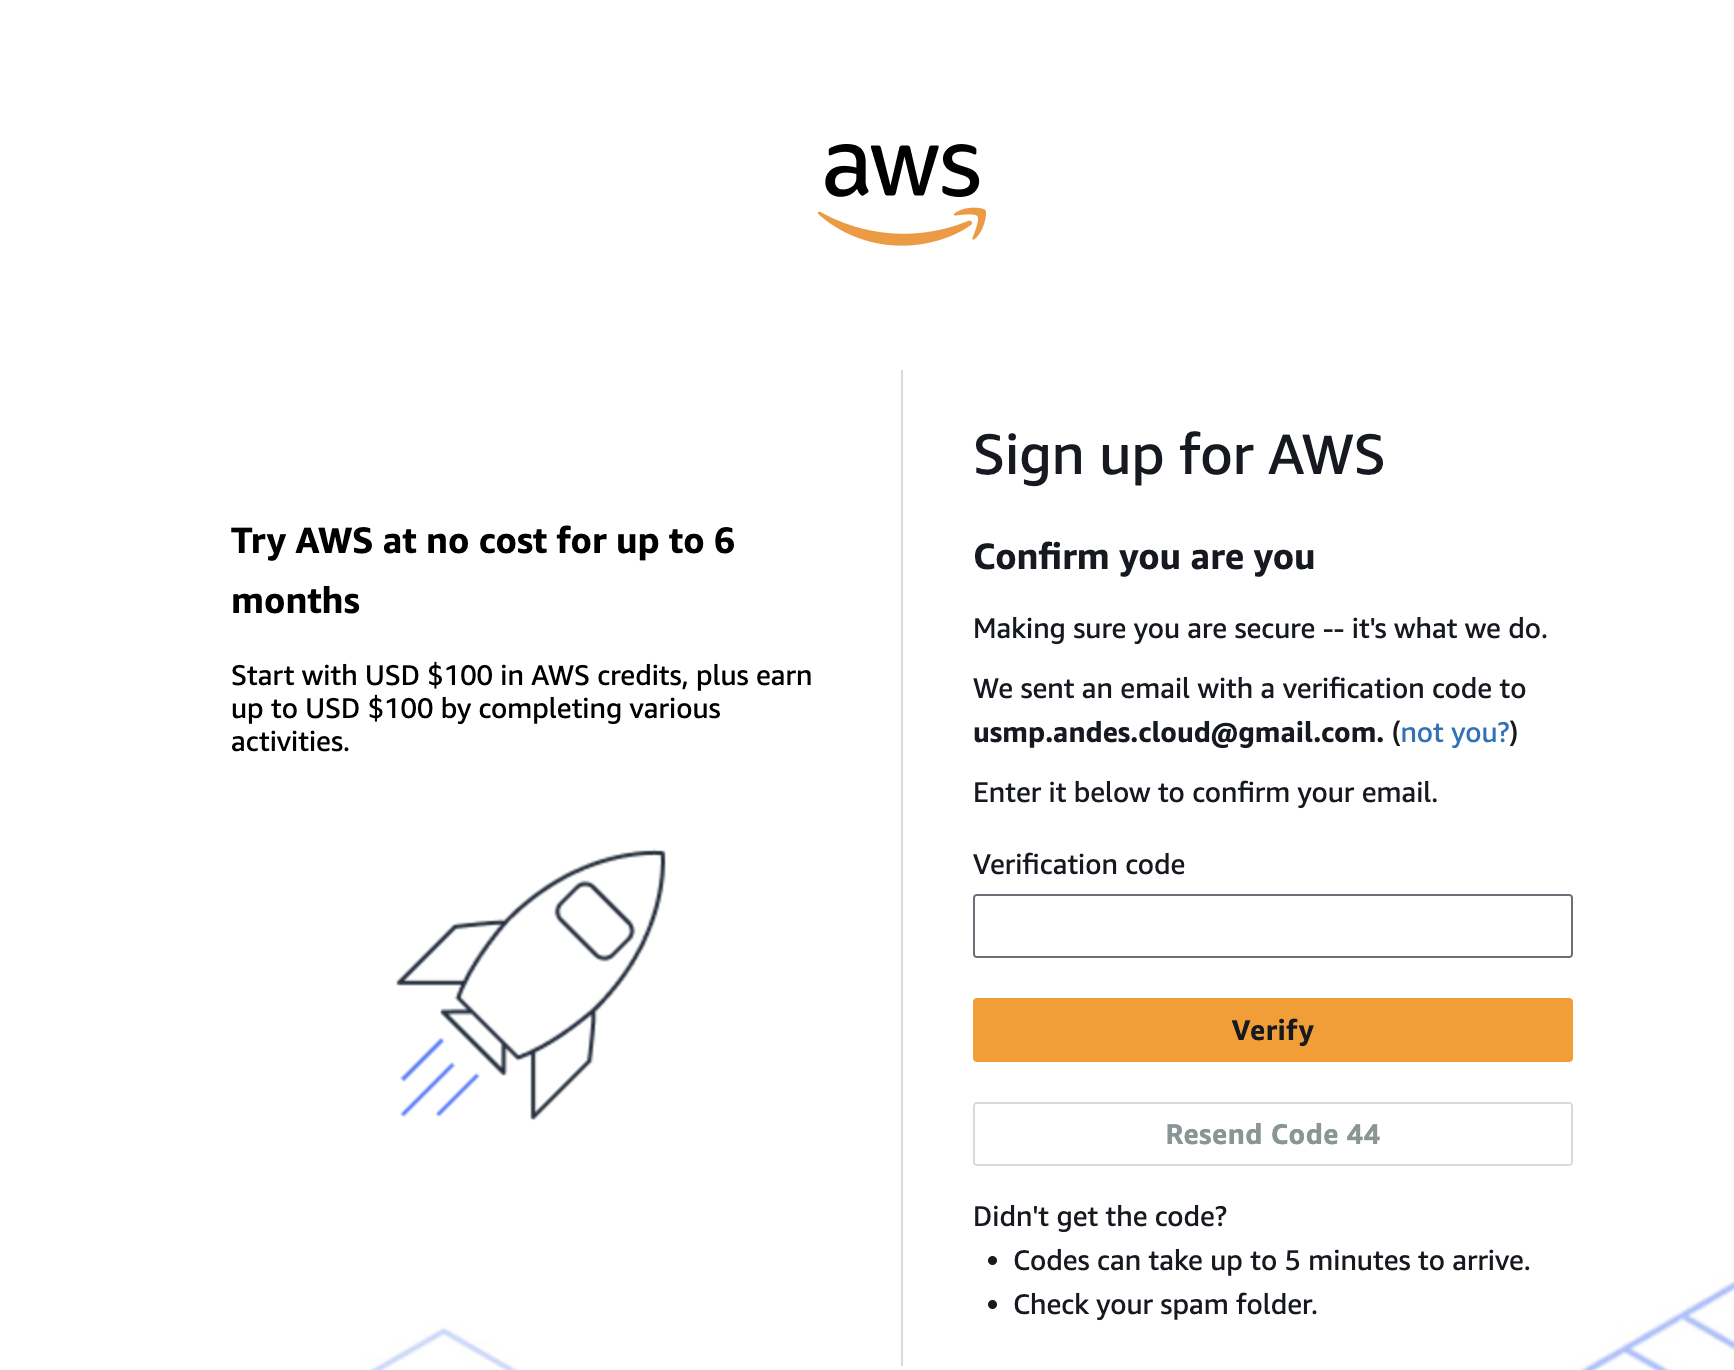 aws
Try AWS at no cost for up to 6
months
Start with USD $100 in AWS credits, plus earn
up to USD $100 by completing various
activities.
Sign up for AWS
Confirm you are you
Making sure you are secure -- it's what we do.
We sent an email with a verification code to
usmp.andes.cloud@gmail.com. (not you?)
Enter it below to confirm your email.
Verification code
Verify
Resend Code 44
Didn't get the code?
• Codes can take up to 5 minutes to arrive.
• Check your spam folder.